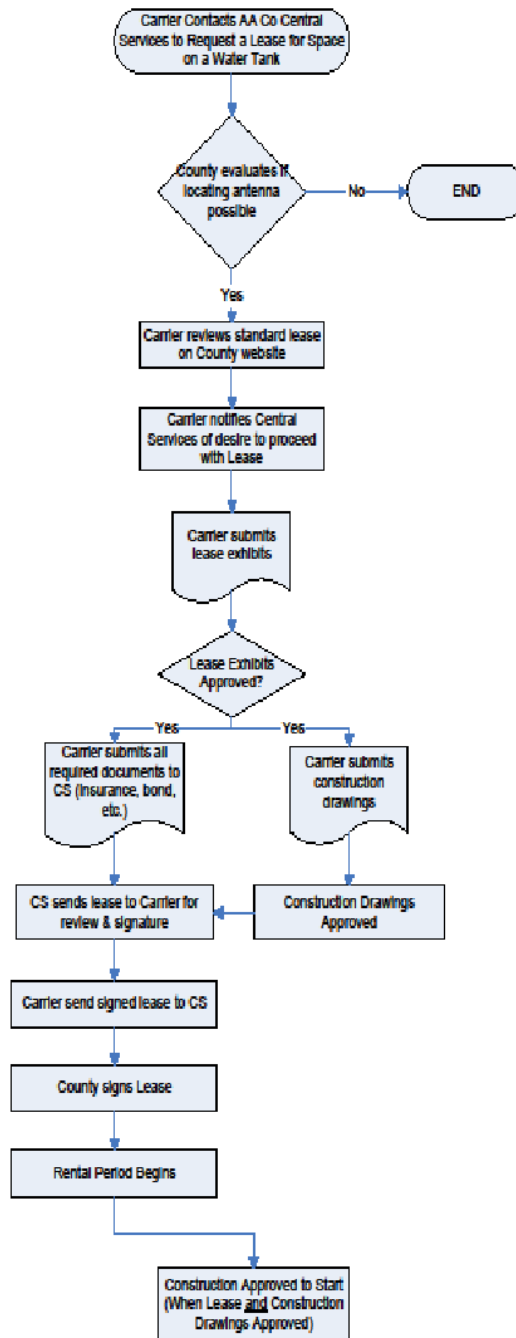 Carrier Contacts AA Co Central
Services to Request a Lease for Space
on a Water Tank
County evaluates if
locating antenna
possible
No
END
Yes
Carrier reviews standard lease
on County website
Carrier notifies Central
Services of desire to proceed
with Lease
Carrier submits
lease exhibits
Lease Exhibits
Approved?
Yes
Yes
Carrier submits all
required documents to
CS (Insurance, bond,
etc.)
Carrier submits
construction
drawings
CS sends lease to Carrier for
review & signature
Construction Drawings
Approved
Carrier send signed lease to CS
County signs Lease
Rental Period Begins
Construction Approved to Start
(When Lease and Construction
Drawings Approved)